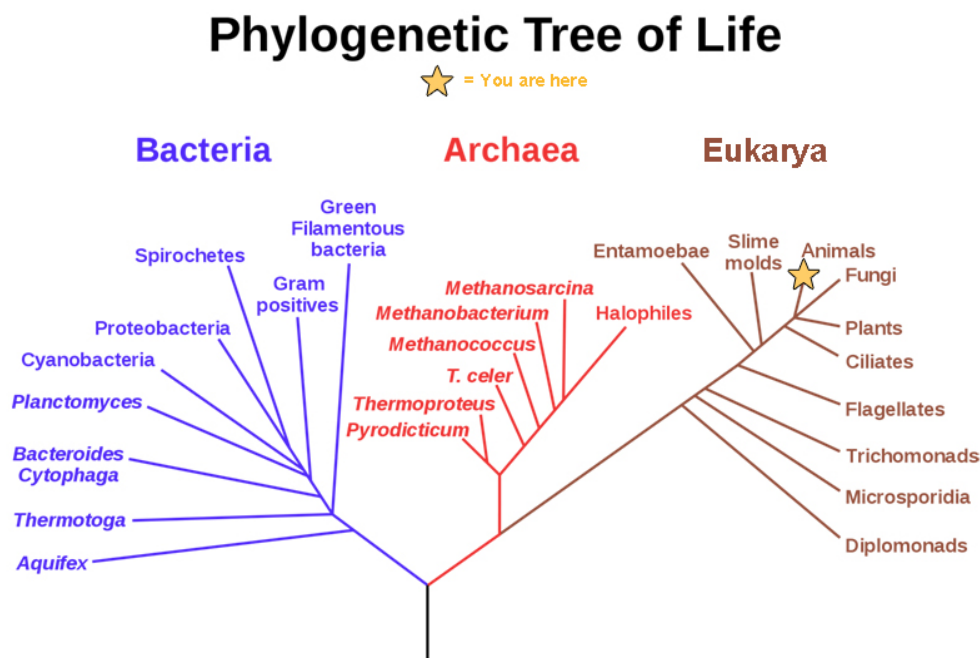 Phylogenetic Tree of Life
= You are here
Bacteria
Archaea
Eukarya
Green
Filamentous
bacteria
Spirochetes
Gram
positives
Proteobacteria
Cyanobacteria
Planctomyces
Bacteroides
Cytophaga
Thermotoga
Aquifex
Methanosarcina
Methanobacterium
Halophiles
Methanococcus
T. celer
Thermoproteus
Pyrodicticum
Entamoebae
Slime
molds
Animals
Fungi
Plants
Ciliates
Flagellates
Trichomonads
Microsporidia
Diplomonads